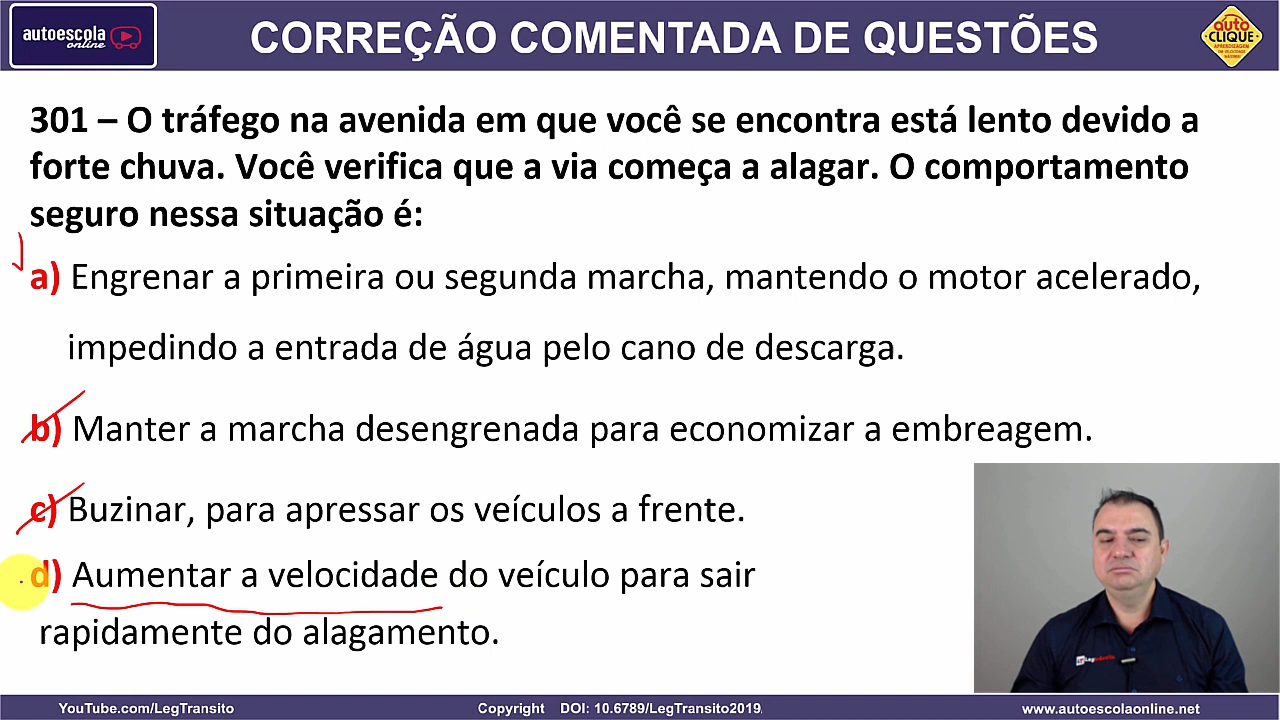 autoescola
online
CORREÇÃO COMENTADA DE QUESTÕES
auto
CLIQUE
APRENDIZAGEM
301 – O tráfego na avenida em que você se encontra está lento devido a
forte chuva. Você verifica que a via começa a alagar. O comportamento
seguro nessa situação é:
a) Engrenar a primeira ou segunda marcha, mantendo o motor acelerado,
impedindo a entrada de água pelo cano de descarga.
b) Manter a marcha desengrenada para economizar a embreagem.
c) Buzinar, para apressar os veículos a frente.
d) Aumentar a velocidade do veículo para sair
rapidamente do alagamento.
YouTube.com/LegTransito
Copyright DOI: 10.6789/LegTransito2019
www.autoescolaonline.net